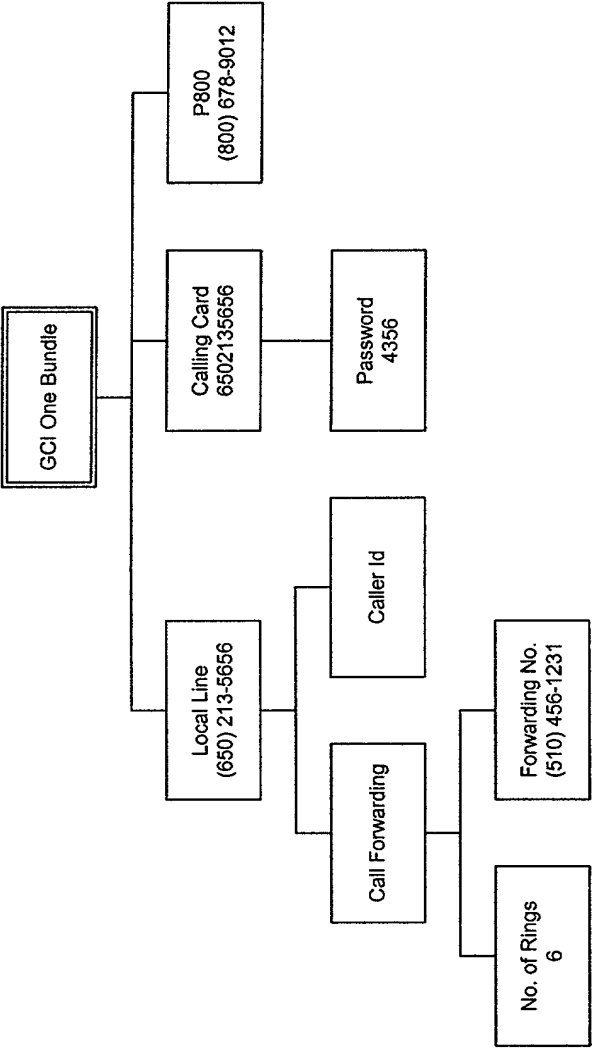 GCI One Bundle
Local Line
(650) 213-5656
Calling Card
6502135656
P800
(800) 678-9012
Call Forwarding
Caller Id
Password
4356
No. of Rings
6
Forwarding No.
(510) 456-1231